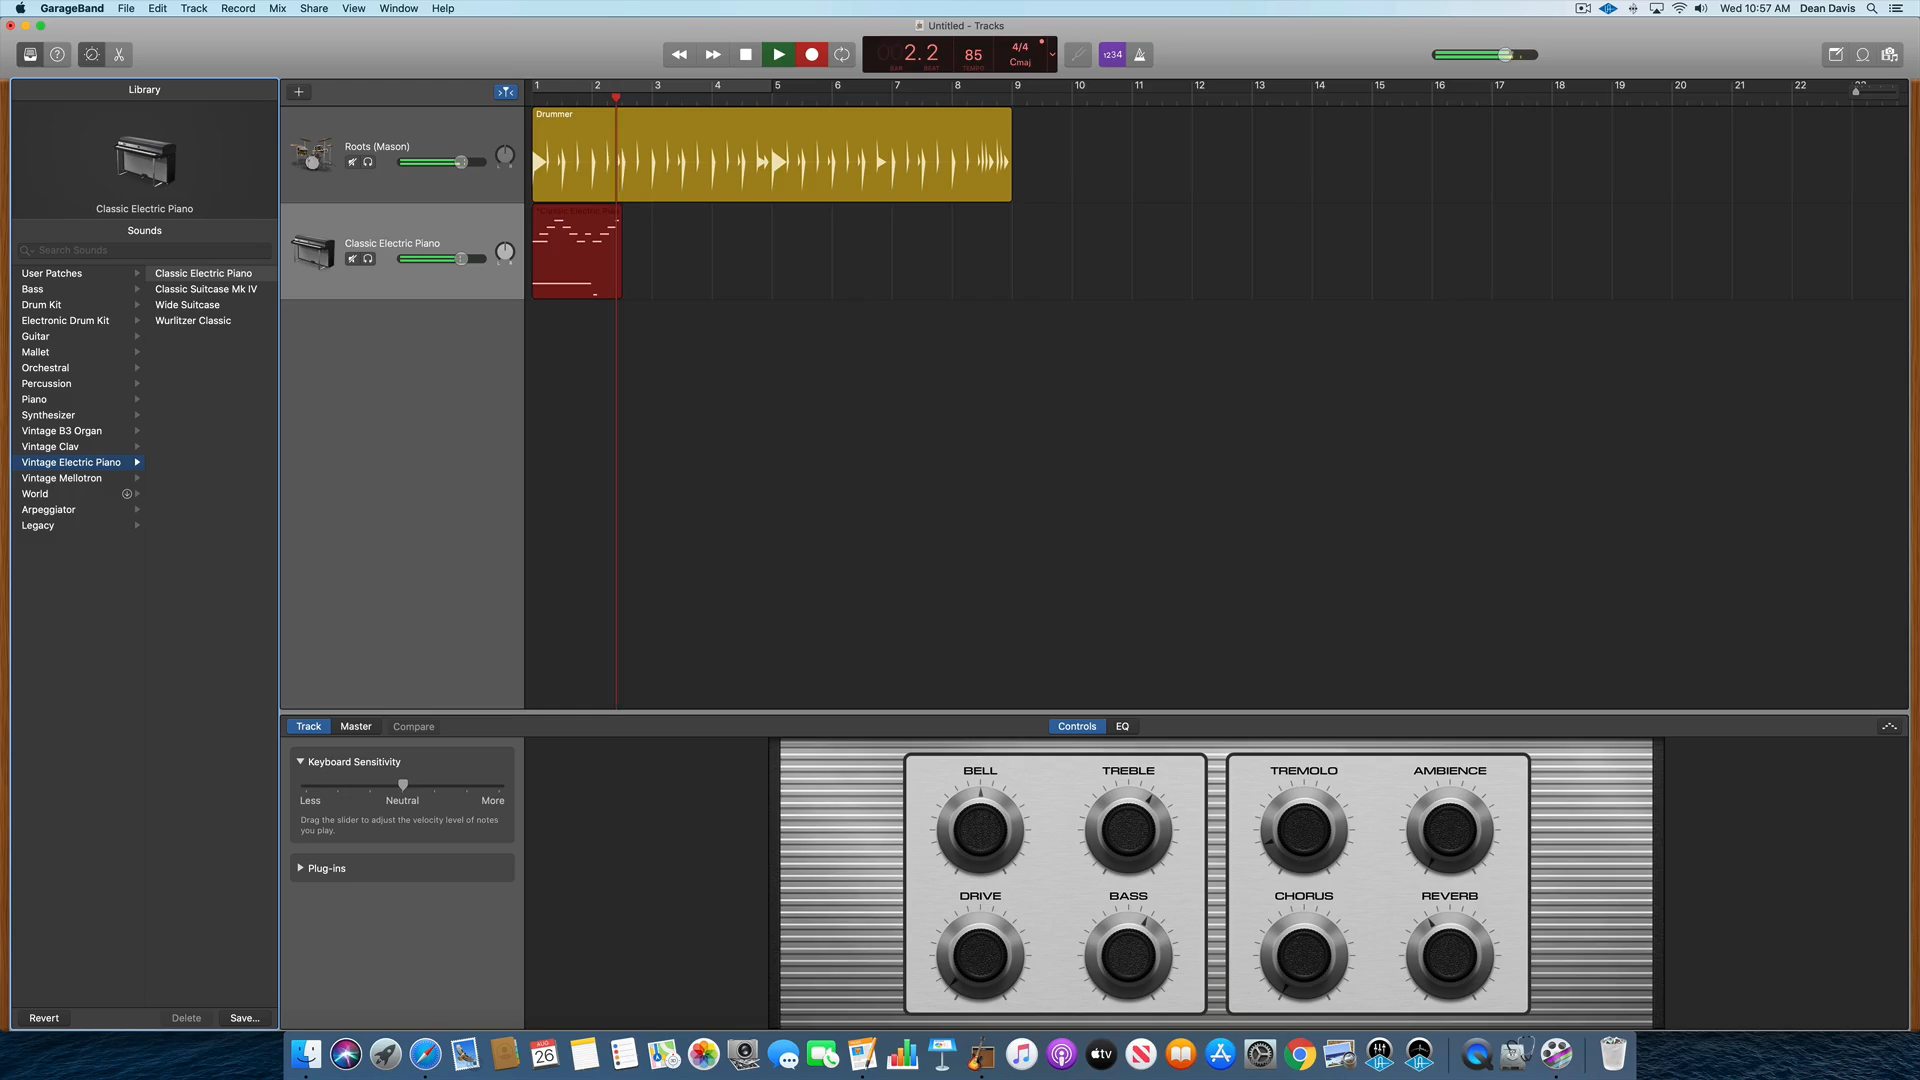 GarageBand File Edit Track Record Mix Share View Window Help
Wed 10:57 AM Dean Davis
Untitled - Tracks
2.2
BAR BEAT
85
TEMPO
4/4
Cmaj
1234
Library
Classic Electric Piano
Sounds
Search Sounds
User Patches
Bass
Drum Kit
Electronic Drum Kit
Guitar
Mallet
Orchestral
Percussion
Piano
Synthesizer
Vintage B3 Organ
Vintage Clav
Vintage Electric Piano
Vintage Mellotron
World
Arpeggiator
Legacy
Classic Electric Piano
Classic Suitcase Mk IV
Wide Suitcase
Wurlitzer Classic
Revert Delete Save...
1 2 3 4 5 6 7 8 9 10 11 12 13 14 15 16 17 18 19 20 21 22
Roots (Mason)
L R
Drummer
Classic Electric Piano
L R
Track Master Compare
Controls EQ
Keyboard Sensitivity
Less Neutral More
Drag the slider to adjust the velocity level of notes
you play.
Plug-ins
BELL TREBLE TREMOLO AMBIENCE
DRIVE BASS CHORUS REVERB
AUG
26
tv